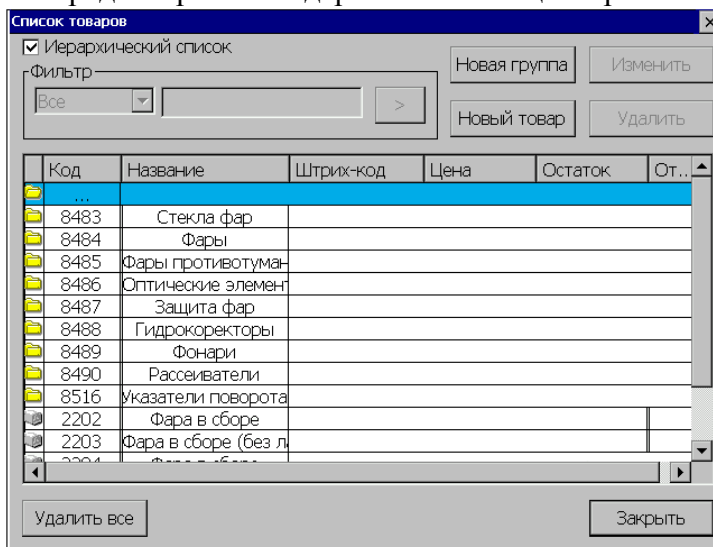 Список товаров
Иерархический список
Фильтр
Все
>
Новая группа
Изменить
Новый товар
Удалить
Код Название Штрих-код Цена Остаток От..
...
8483 Стекла фар
8484 Фары
8485 Фары противотуман
8486 Оптические элемент
8487 Защита фар
8488 Гидрокоректоры
8489 Фонари
8490 Рассеиватели
8516 Указатели поворота
2202 Фара в сборе
2203 Фара в сборе (без л
Удалить все
Закрыть